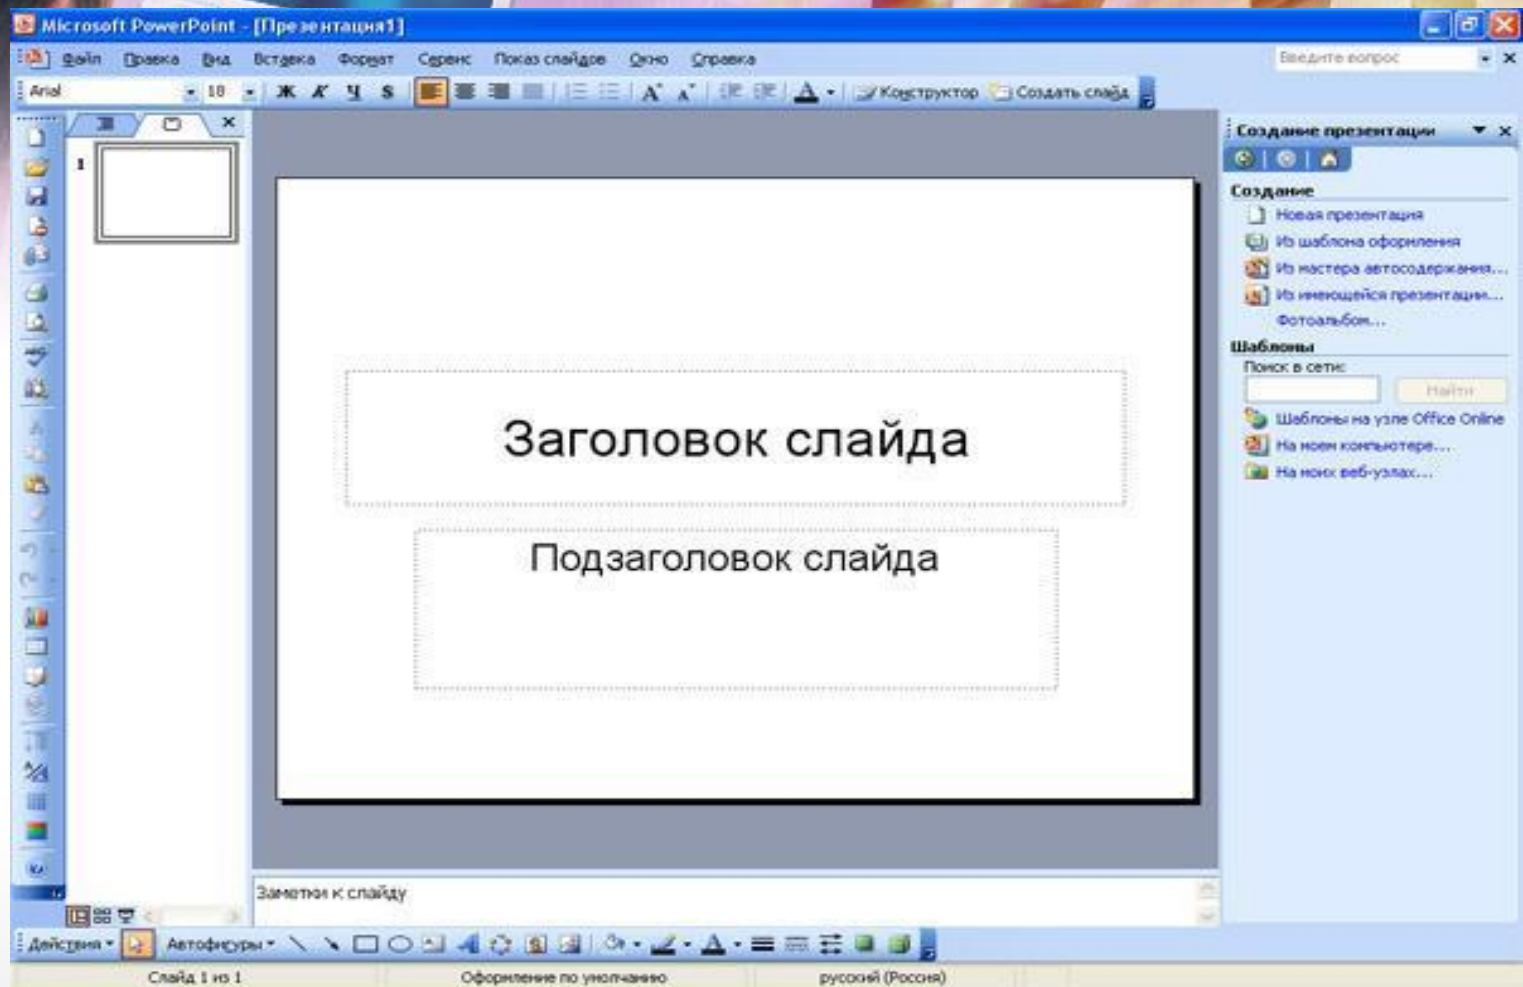 Microsoft PowerPoint - [Презентация1]
Файл Правка Вид Вставка Формат Сервис Показ слайдов Окно Справка Введите вопрос
Arial 18 Ж К Ч S Конструктор Создать слайд
Создание презентации
1
Создание
Новая презентация
Из шаблона оформления
Из мастера автосодержания...
Из имеющейся презентации...
Фотоальбом...
Шаблоны
Поиск в сети:
Найти
Шаблоны на узле Office Online
На моем компьютере...
На моих веб-узлах...
Заголовок слайда
Подзаголовок слайда
Заметки к слайду
Действия Автофигуры
Слайд 1 из 1 Оформление по умолчанию русский (Россия)